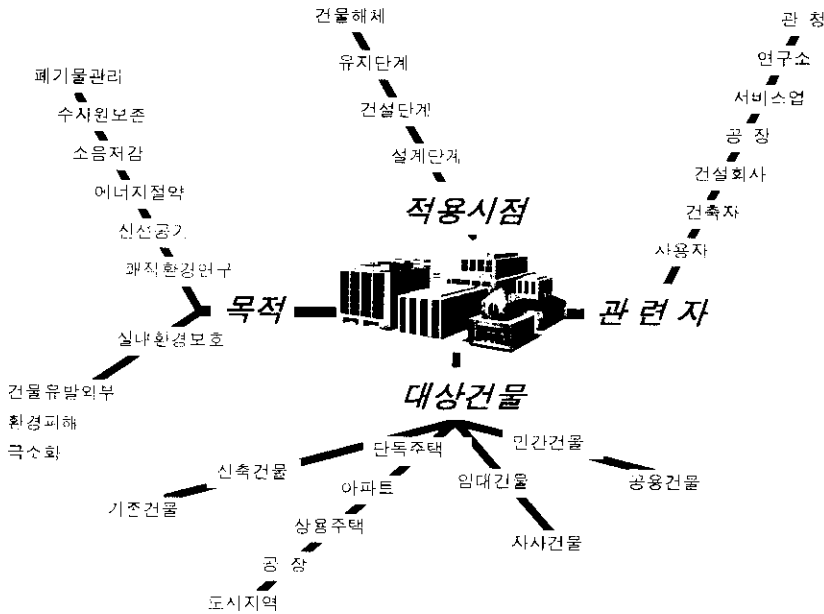 건물해체
유지단계
건설단계
설계단계
적용시점
관 청
연구소
서비스업
공 장
건설회사
건축자
사용자
관 련 자
폐기물관리
수자원보존
소음저감
에너지절약
신선공기
쾌적환경연구
목적
실내환경보호
건물유발외부
환경피해
극소화
대상건물
단독주택
아파트
상용주택
공 장
도시지역
신축건물
기존건물
임대건물
자사건물
민간건물
공용건물